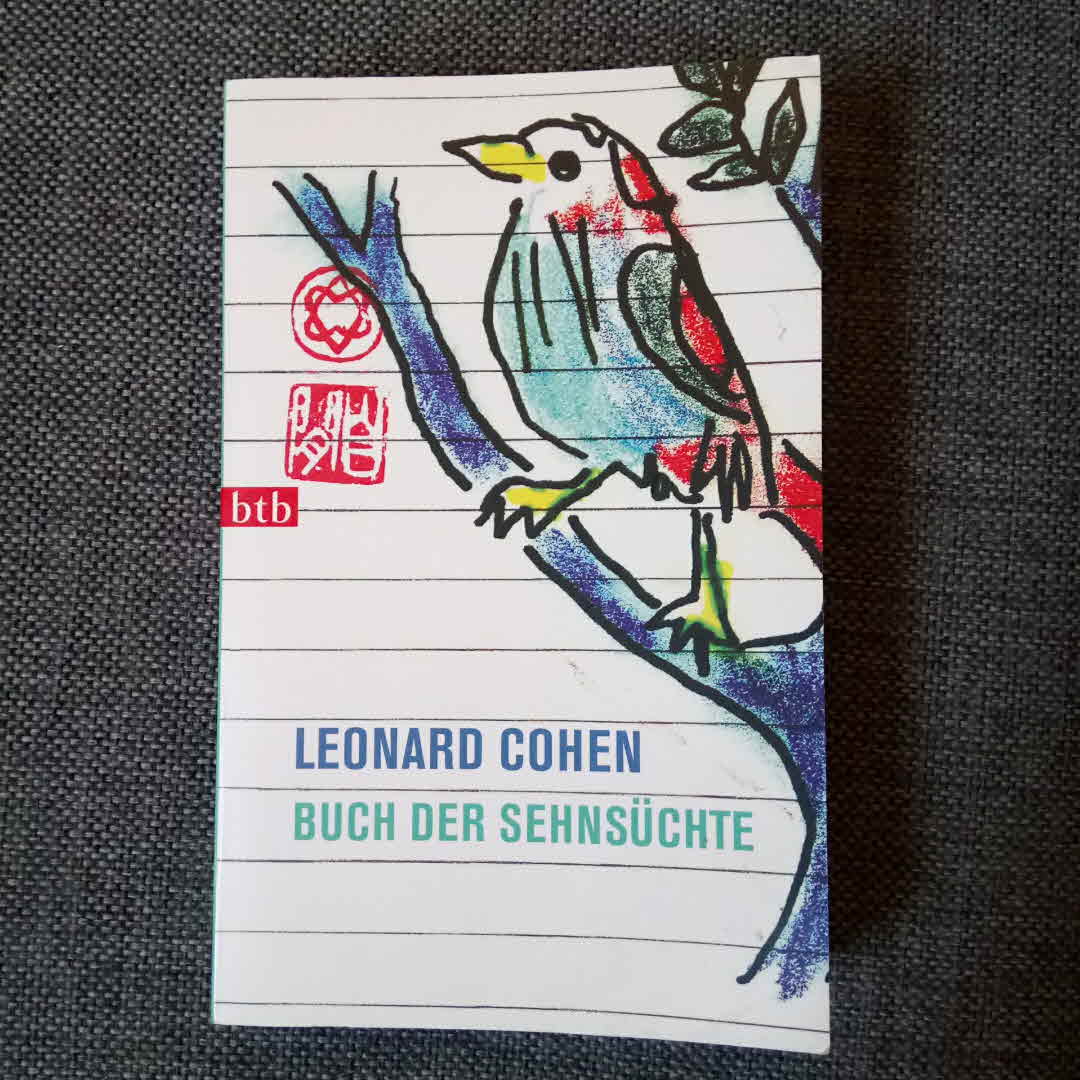 btb
LEONARD COHEN
BUCH DER SEHNSÜCHTE